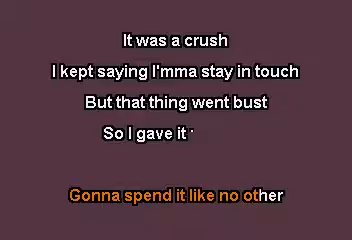 It was a crush
I kept saying I'mma stay in touch
But that thing went bust
So I gave it
Gonna spend it like no other